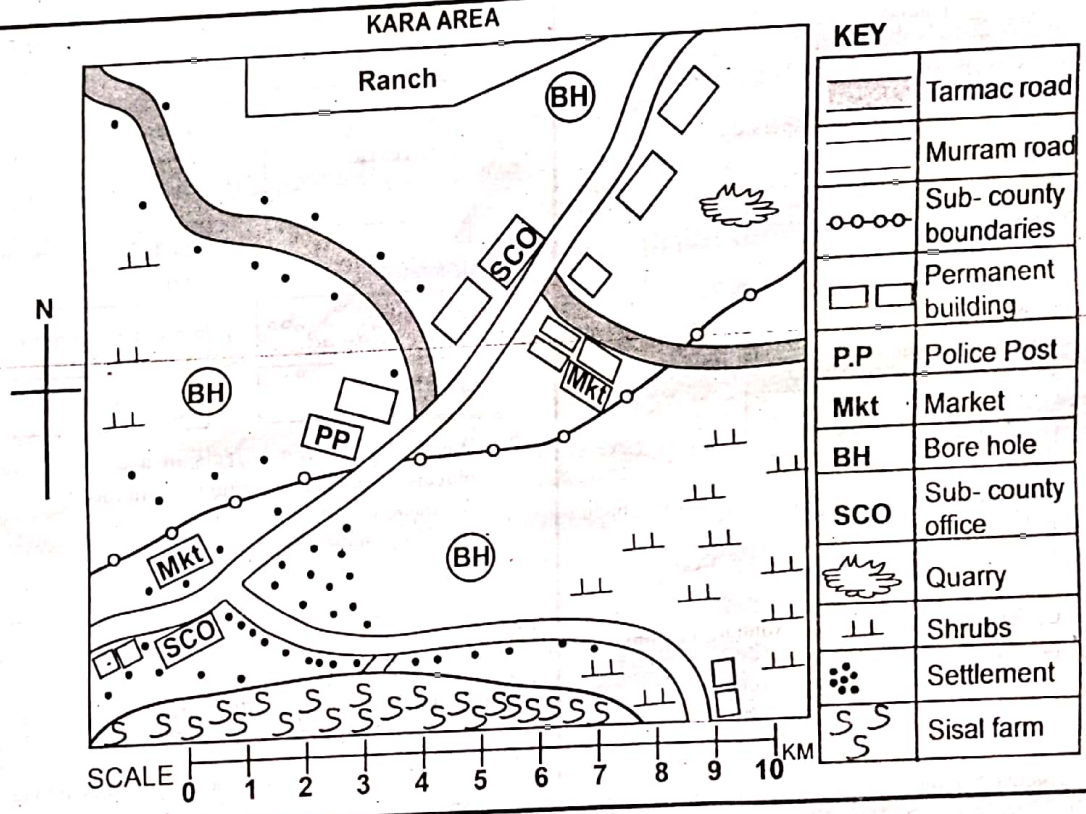 KARA AREA
Ranch
BH
SCO
N
BH
Mkt
PP
Mkt
BH
SCO
S S S S S S S S S S S S S S S S S S S S S S S S
SCALE 0 1 2 3 4 5 6 7 8 9 10 KM
KEY
Tarmac road
Murram road
Sub- county
boundaries
Permanent
building
P.P Police Post
Mkt Market
BH Bore hole
SCO Sub- county
office
Quarry
Shrubs
Settlement
S S S Sisal farm